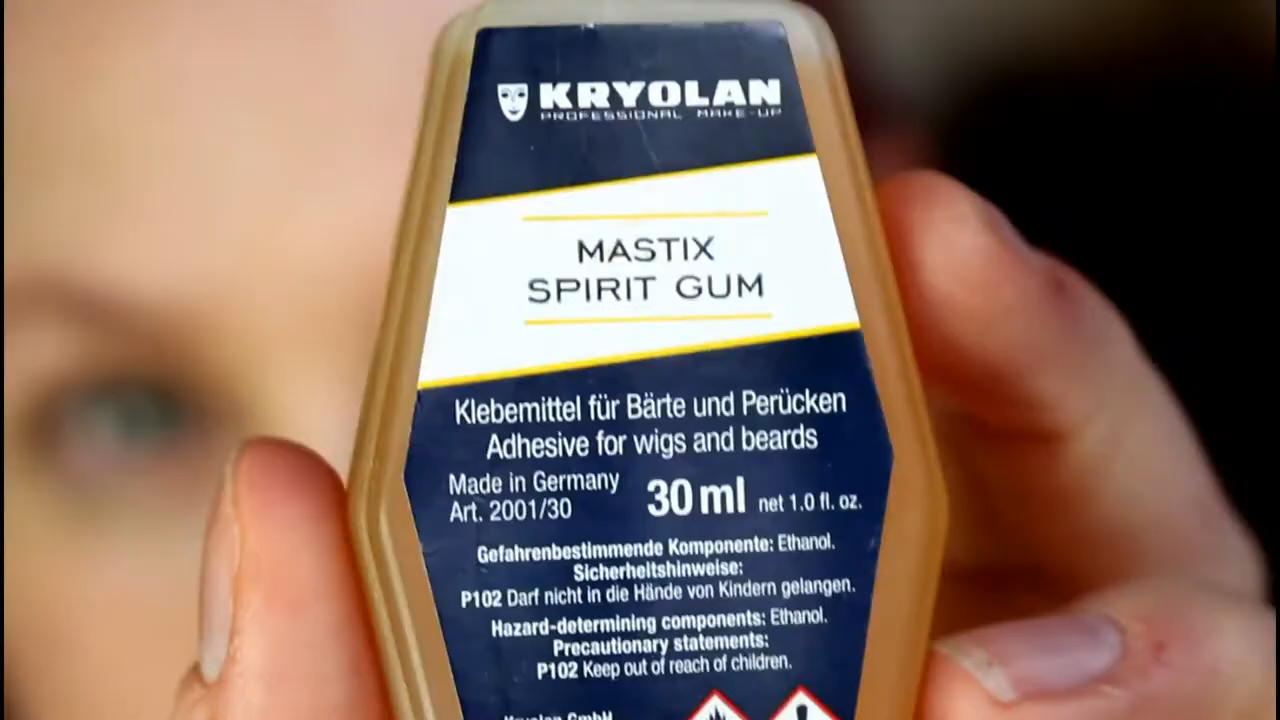 KRYOLAN
PROFESSIONAL MAKE-UP
MASTIX
SPIRIT GUM
Klebemittel für Bärte und Perücken
Adhesive for wigs and beards
Made in Germany
Art. 2001/30
30 ml net 1.0 fl. oz.
Gefahrenbestimmende Komponente: Ethanol.
Sicherheitshinweise:
P102 Darf nicht in die Hände von Kindern gelangen.
Hazard-determining components: Ethanol.
Precautionary statements:
P102 Keep out of reach of children.
Kryolan GmbH